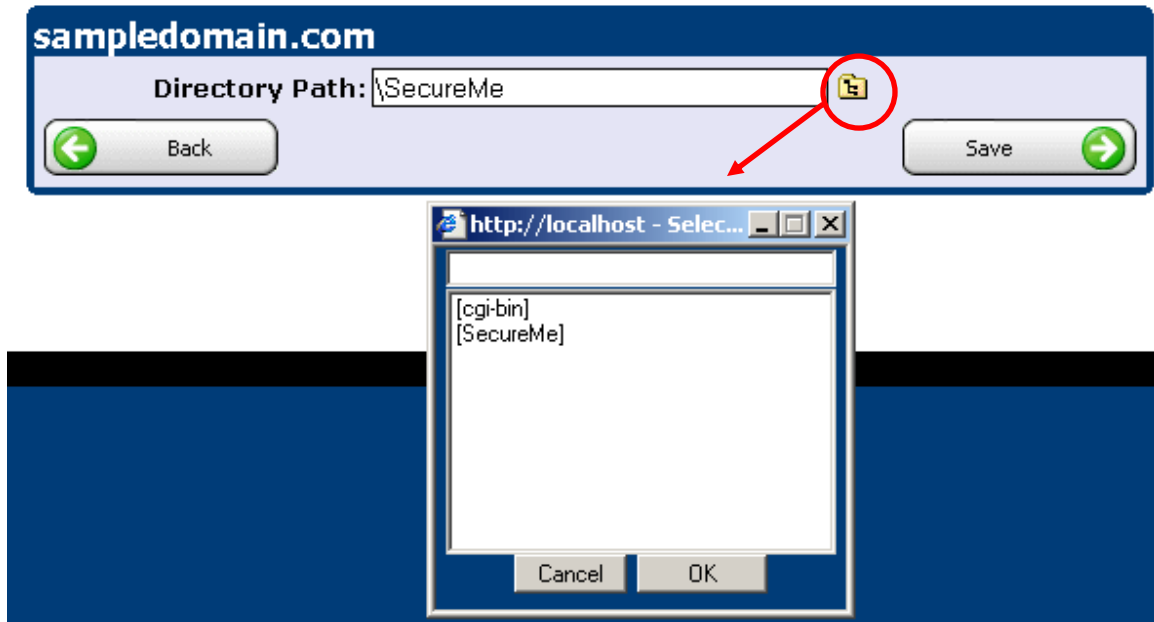 sampledomain.com
Directory Path: \SecureMe
Back
Save
http://localhost - Selec...
[cgi-bin]
[SecureMe]
Cancel OK